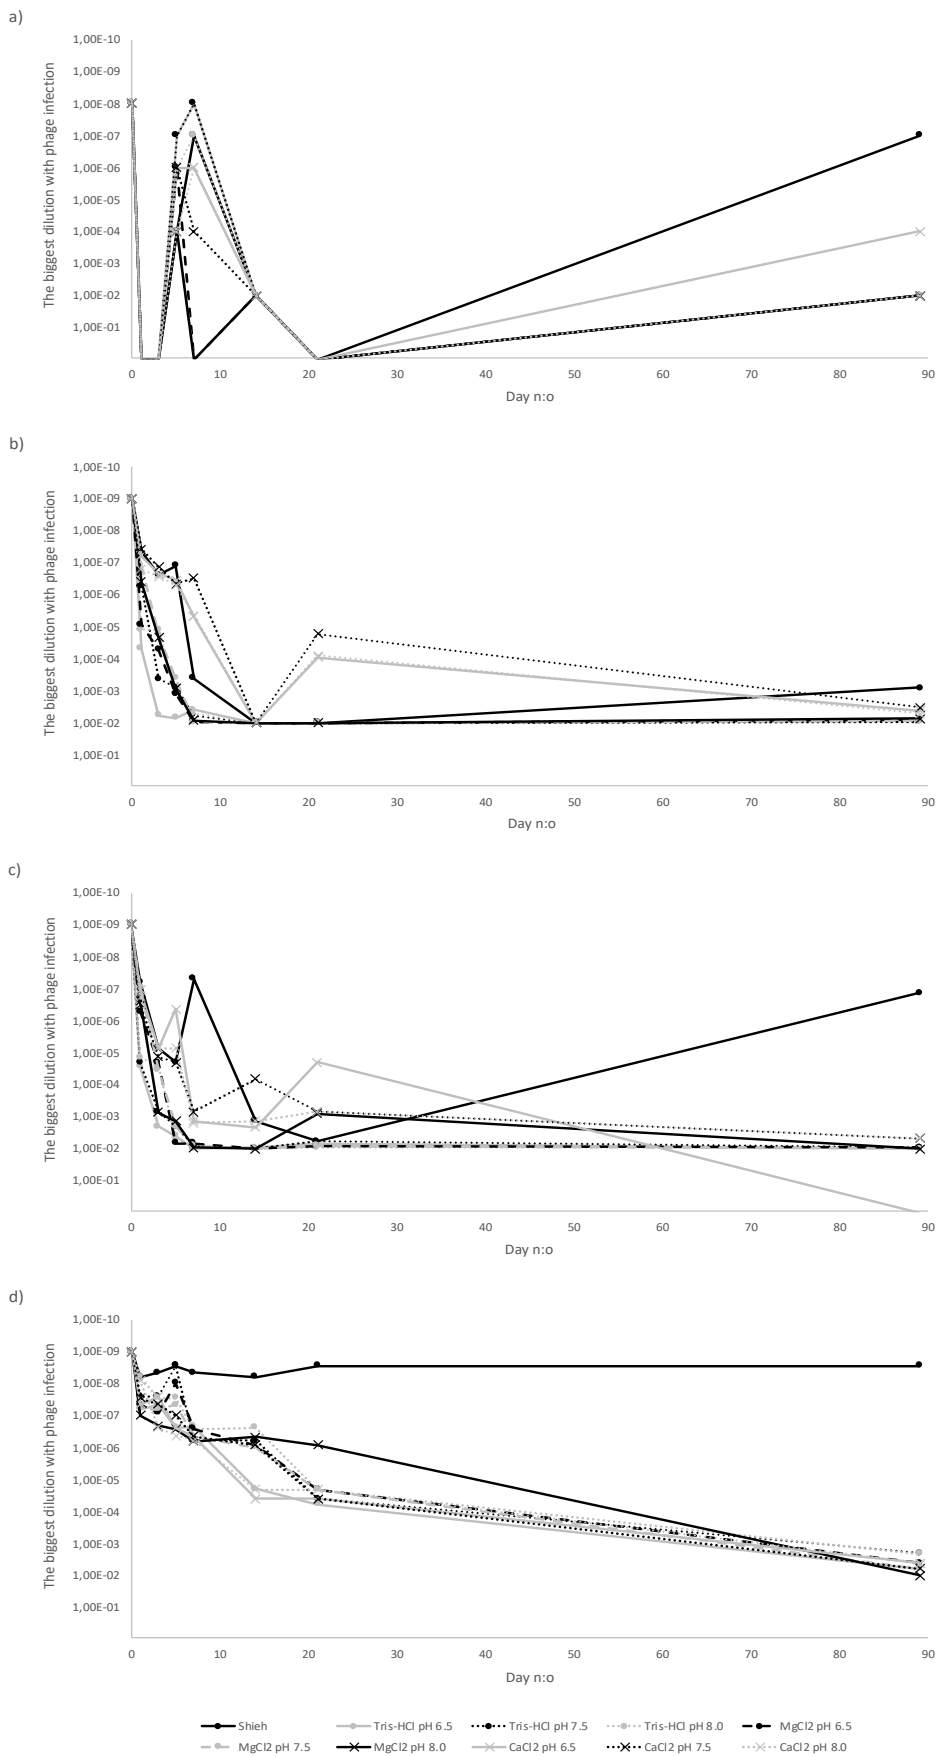 a)
The biggest dilution with phage infection
1,00E-10
1,00E-09
1,00E-08
1,00E-07
1,00E-06
1,00E-05
1,00E-04
1,00E-03
1,00E-02
1,00E-01
0 10 20 30 40 50 60 70 80 90
Day n:o
b)
The biggest dilution with phage infection
1,00E-10
1,00E-09
1,00E-08
1,00E-07
1,00E-06
1,00E-05
1,00E-04
1,00E-03
1,00E-02
1,00E-01
0 10 20 30 40 50 60 70 80 90
Day n:o
c)
The biggest dilution with phage infection
1,00E-10
1,00E-09
1,00E-08
1,00E-07
1,00E-06
1,00E-05
1,00E-04
1,00E-03
1,00E-02
1,00E-01
0 10 20 30 40 50 60 70 80 90
Day n:o
d)
The biggest dilution with phage infection
1,00E-10
1,00E-09
1,00E-08
1,00E-07
1,00E-06
1,00E-05
1,00E-04
1,00E-03
1,00E-02
1,00E-01
0 10 20 30 40 50 60 70 80 90
Day n:o
Shieh Tris-HCl pH 6.5 Tris-HCl pH 7.5 Tris-HCl pH 8.0 MgCl2 pH 6.5
MgCl2 pH 7.5 MgCl2 pH 8.0 CaCl2 pH 6.5 CaCl2 pH 7.5 CaCl2 pH 8.0